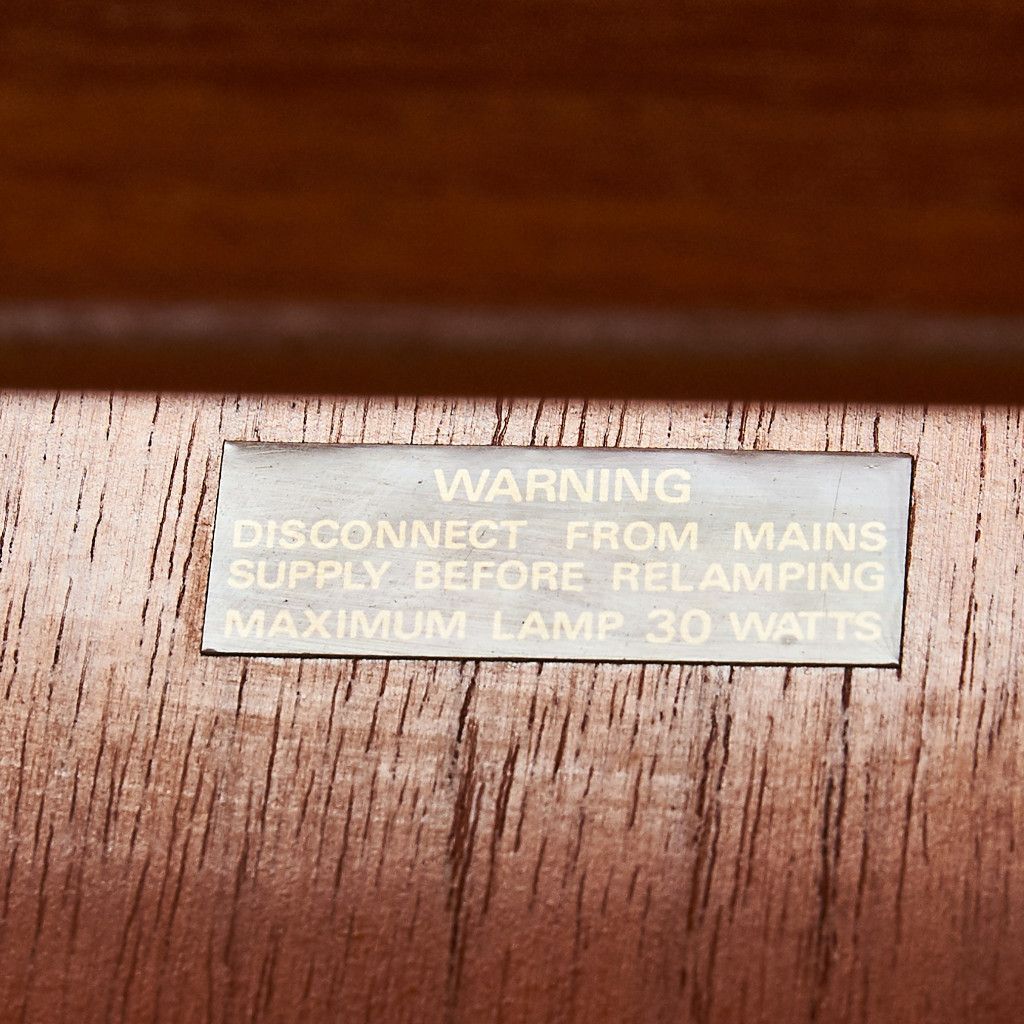 WARNING
DISCONNECT FROM MAINS
SUPPLY BEFORE RELAMPING
MAXIMUM LAMP 30 WATTS